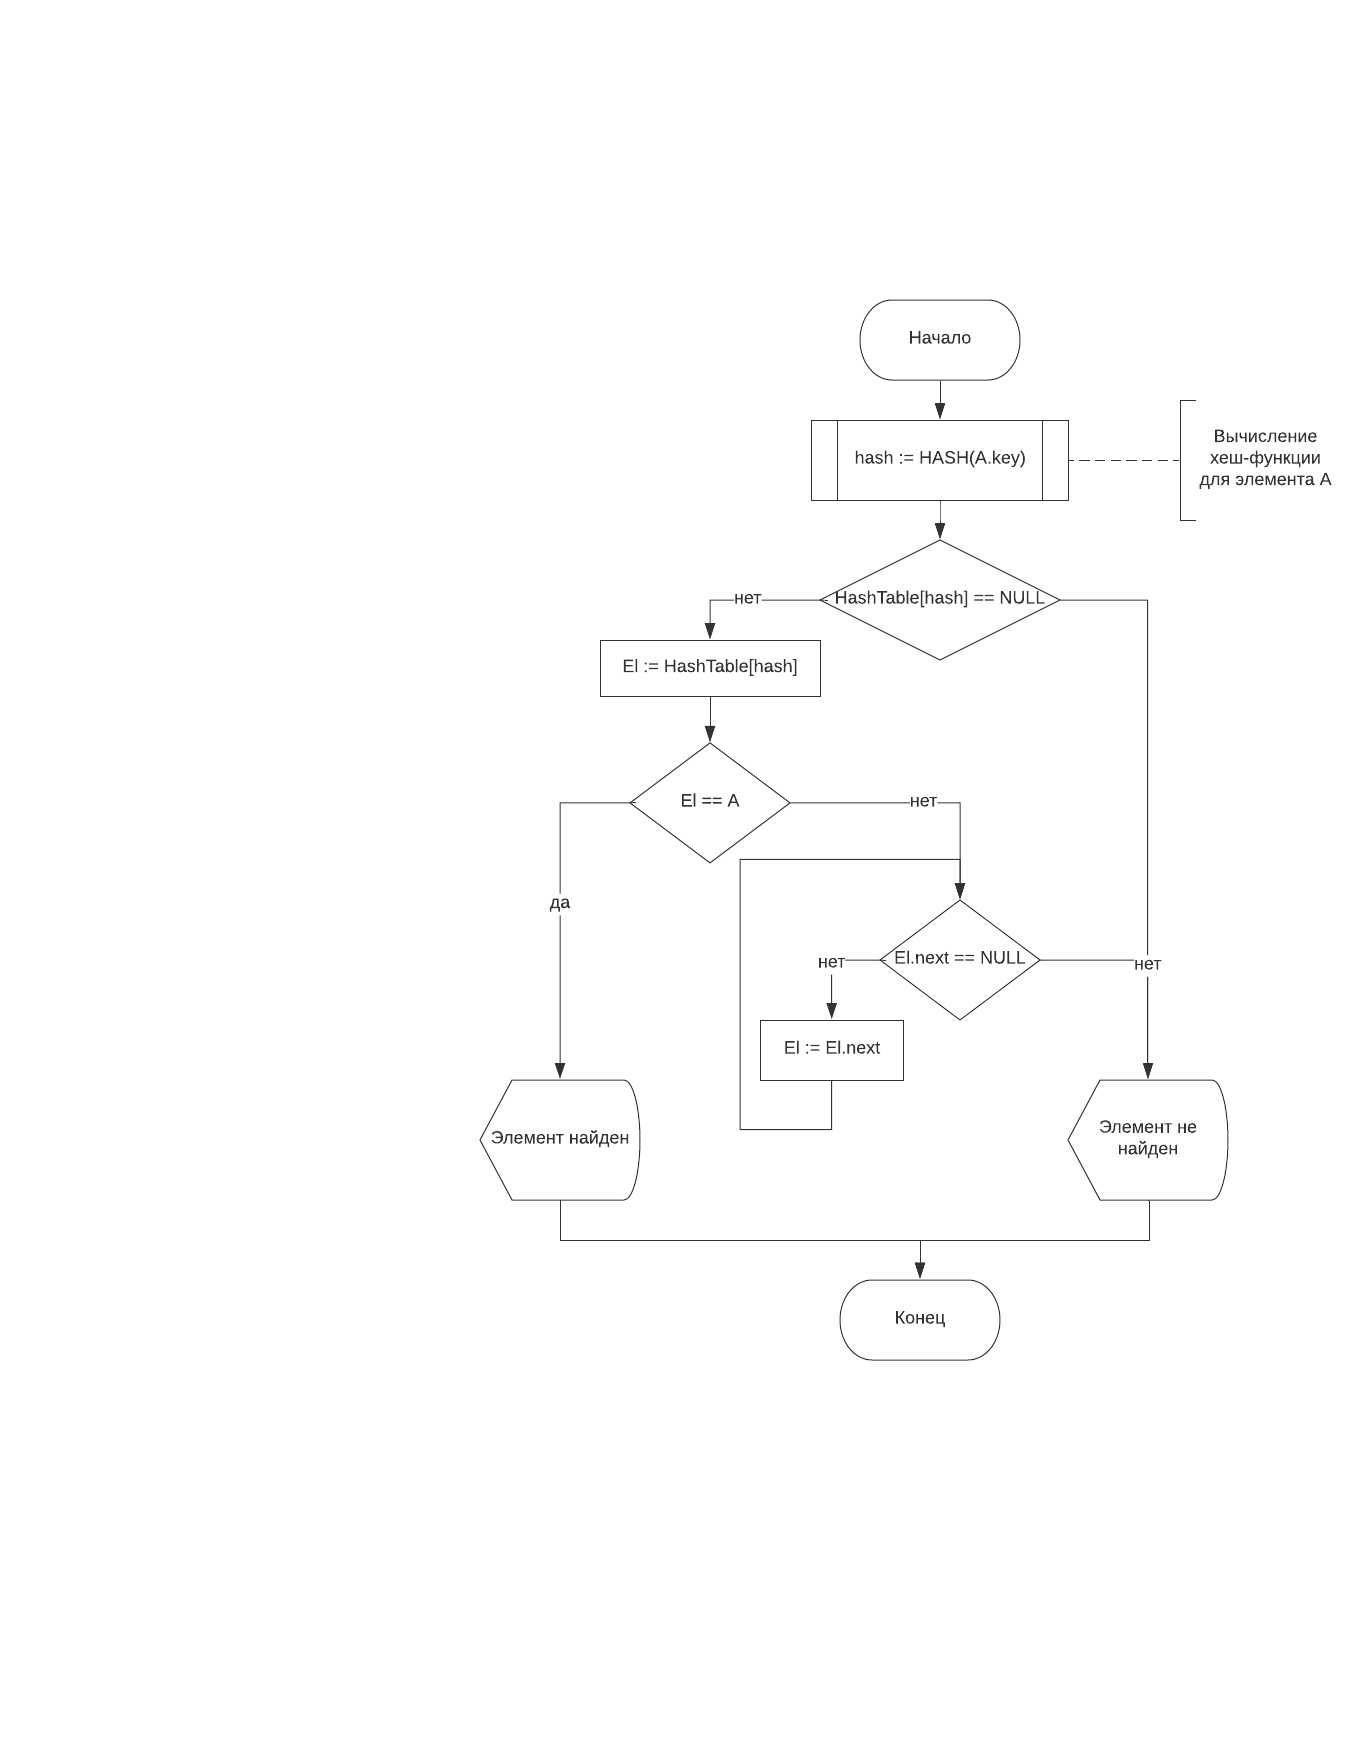 Начало
hash := HASH(A.key)
Вычисление
хеш-функции
для элемента А
HashTable[hash] == NULL
нет
El := HashTable[hash]
El == A
нет
да
El.next == NULL
нет
нет
El := El.next
Элемент найден
Элемент не
найден
Конец